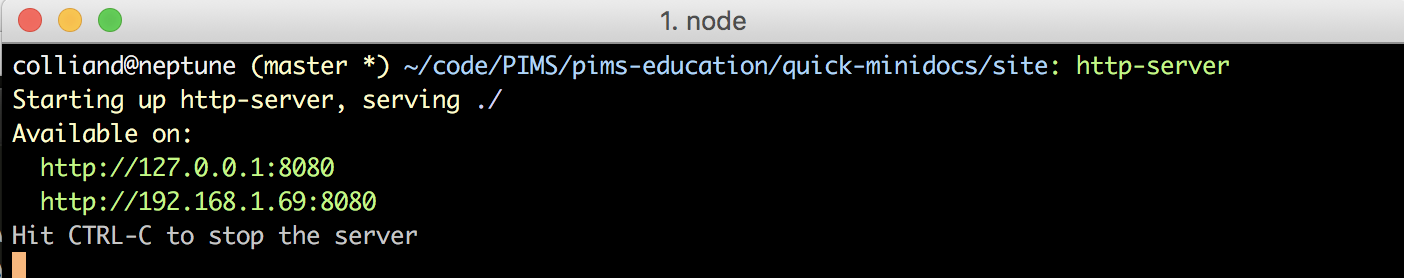 1. node
colliand@neptune (master *) ~/code/PIMS/pims-education/quick-minidocs/site: http-server
Starting up http-server, serving ./
Available on:
  http://127.0.0.1:8080
  http://192.168.1.69:8080
Hit CTRL-C to stop the server